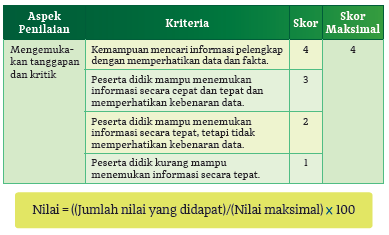 Aspek
Penilaian
Kriteria
Skor
Skor
Maksimal
Mengemuka-
kan tanggapan
dan kritik
Kemampuan mencari informasi pelengkap
dengan memperhatikan data dan fakta.
4
4
Peserta didik mampu menemukan
informasi secara cepat dan tepat dan
memperhatikan kebenaran data.
3
Peserta didik mampu menemukan
informasi secara tepat, tetapi tidak
memperhatikan kebenaran data.
2
Peserta didik kurang mampu
menemukan informasi secara tepat.
1
Nilai = ((Jumlah nilai yang didapat)/(Nilai maksimal) x 100